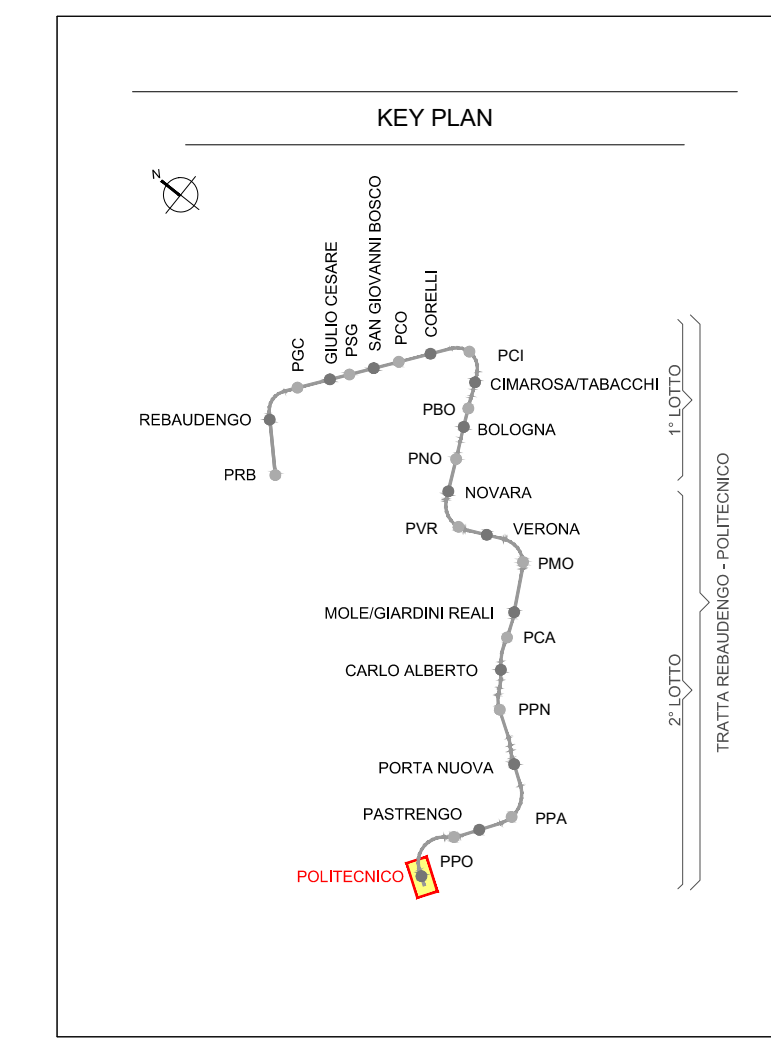 KEY PLAN
N
PGC
GIULIO CESARE
PSG
SAN GIOVANNI BOSCO
PCO
CORELLI
PCI
CIMAROSA/TABACCHI
REBAUDENGO
PBO
BOLOGNA
PNO
PRB
NOVARA
PVR
VERONA
PMO
MOLE/GIARDINI REALI
PCA
CARLO ALBERTO
PPN
PORTA NUOVA
PASTRENGO
PPA
PPO
POLITECNICO
1° LOTTO
2° LOTTO
TRATTA REBAUDENGO - POLITECNICO